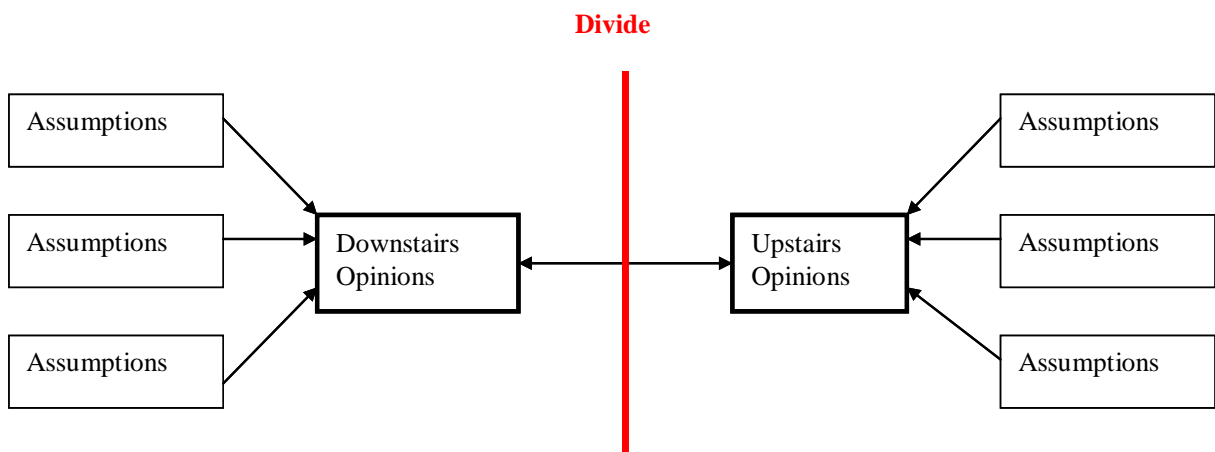 Divide
Assumptions
Assumptions
Assumptions
Downstairs
Opinions
Upstairs
Opinions
Assumptions
Assumptions
Assumptions